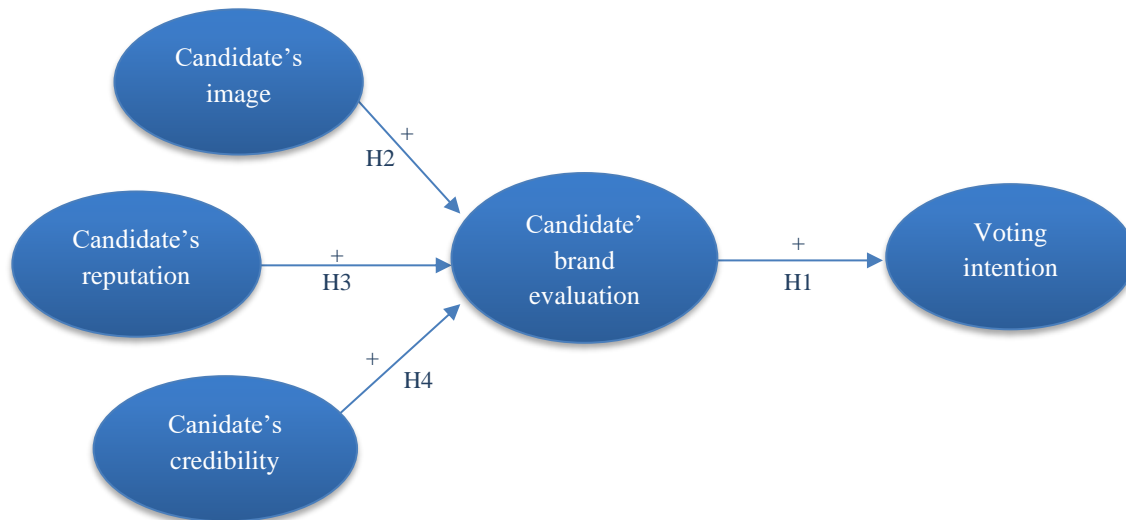 Candidate’s
image
+
H2
Candidate’s
reputation
+
H3
Canidate’s
credibility
+
H4
Candidate’
brand
evaluation
+
H1
Voting
intention